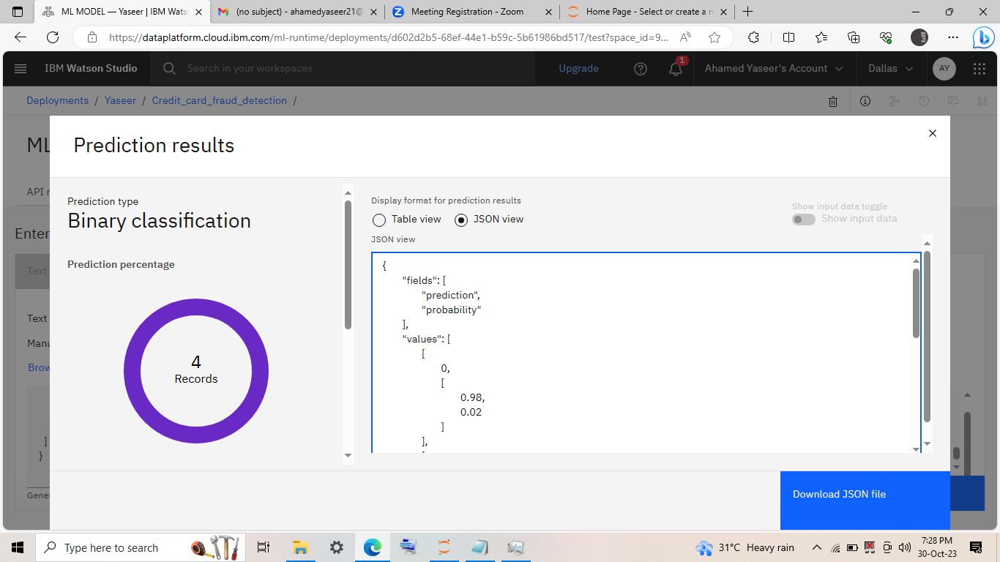 ML MODEL — Yaseer | IBM Wats
(no subject) - ahamedyaseer21@
Meeting Registration - Zoom
Home Page - Select or create a n
https://dataplatform.cloud.ibm.com/ml-runtime/deployments/d602d2b5-68ef-44e1-b59c-5b61986bd517/test?space_id=9...
IBM Watson Studio
Search in your workspaces
Upgrade
1
Ahamed Yaseer's Account
Dallas
AY
Deployments / Yaseer / Credit_card_fraud_detection /
ML
Prediction results
API r
Enter
Text
Text
Manu
Brow
]
}
Gene
Prediction type
Binary classification
Prediction percentage
4
Records
Display format for prediction results
Table view
JSON view
Show input data toggle
Show input data
JSON view
{
"fields": [
"prediction",
"probability"
],
"values": [
[
0,
[
0.98,
0.02
]
],
Download JSON file
Type here to search
31°C Heavy rain
7:28 PM
30-Oct-23